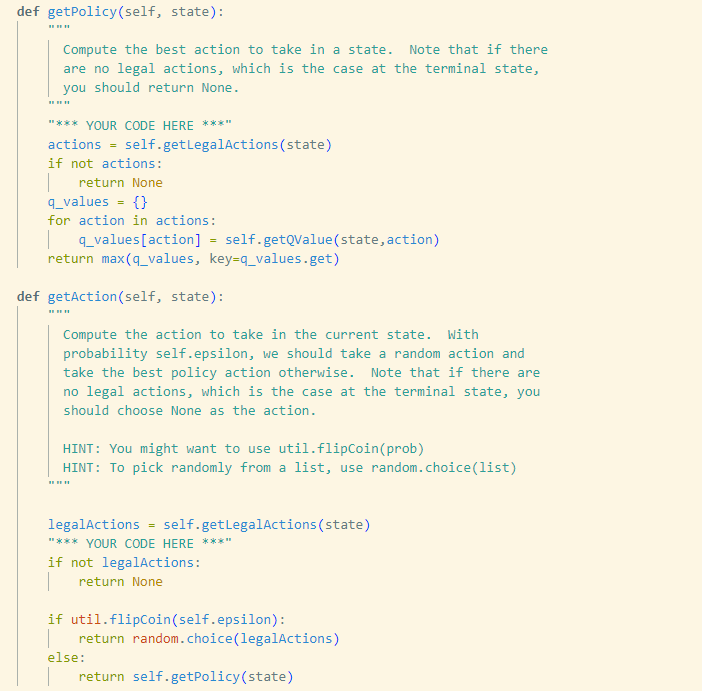 def getPolicy(self, state):
"""
Compute the best action to take in a state.  Note that if there
are no legal actions, which is the case at the terminal state,
you should return None.
"""
"*** YOUR CODE HERE ***"
actions = self.getLegalActions(state)
if not actions:
return None
q_values = {}
for action in actions:
q_values[action] = self.getQValue(state,action)
return max(q_values, key=q_values.get)
def getAction(self, state):
"""
Compute the action to take in the current state.  With
probability self.epsilon, we should take a random action and
take the best policy action otherwise.  Note that if there are
no legal actions, which is the case at the terminal state, you
should choose None as the action.
HINT: You might want to use util.flipCoin(prob)
HINT: To pick randomly from a list, use random.choice(list)
"""
legalActions = self.getLegalActions(state)
"*** YOUR CODE HERE ***"
if not legalActions:
return None
if util.flipCoin(self.epsilon):
return random.choice(legalActions)
else:
return self.getPolicy(state)